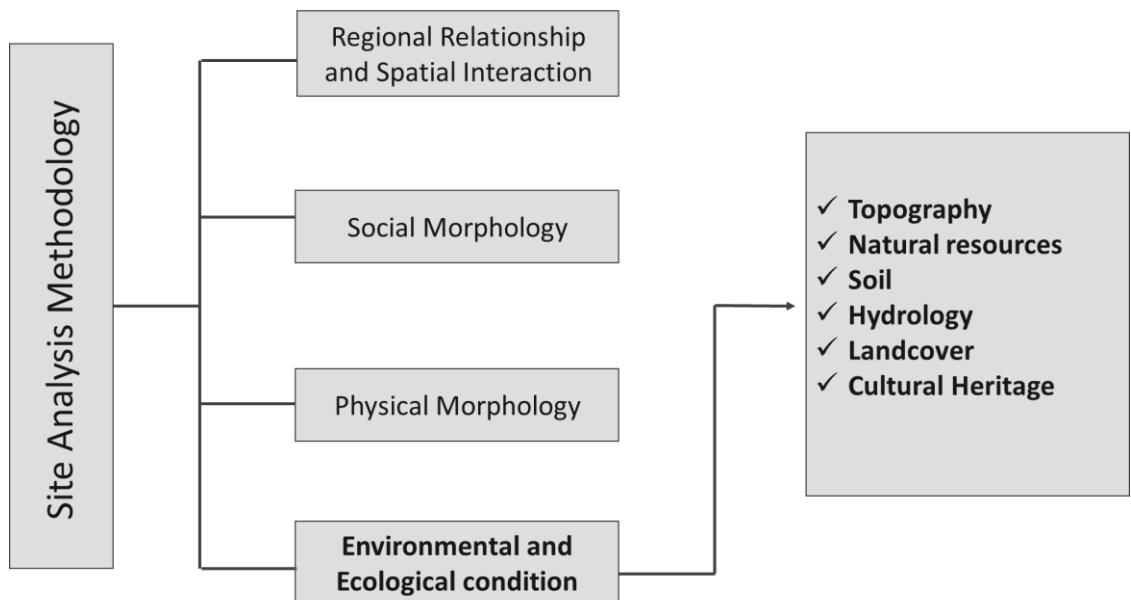 Site Analysis Methodology
Regional Relationship
and Spatial Interaction
Social Morphology
Physical Morphology
Environmental and
Ecological condition
✓ Topography
✓ Natural resources
✓ Soil
✓ Hydrology
✓ Landcover
✓ Cultural Heritage